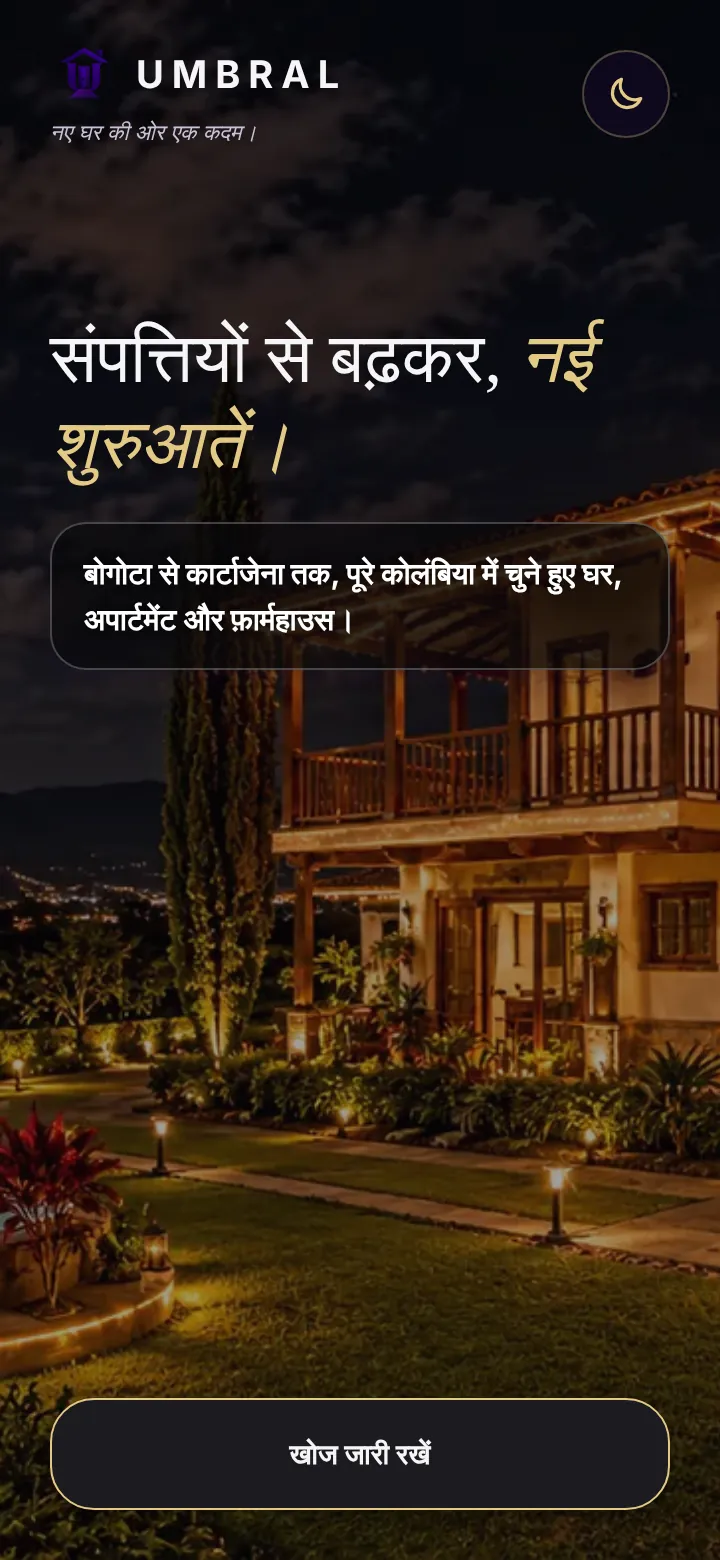 UMBRAL
नए घर की ओर एक कदम।
संपत्तियों से बढ़कर, नई
शुरुआतें।
बोगोटा से कार्टाजेना तक, पूरे कोलंबिया में चुने हुए घर,
अपार्टमेंट और फ़ार्महाउस।
खोज जारी रखें